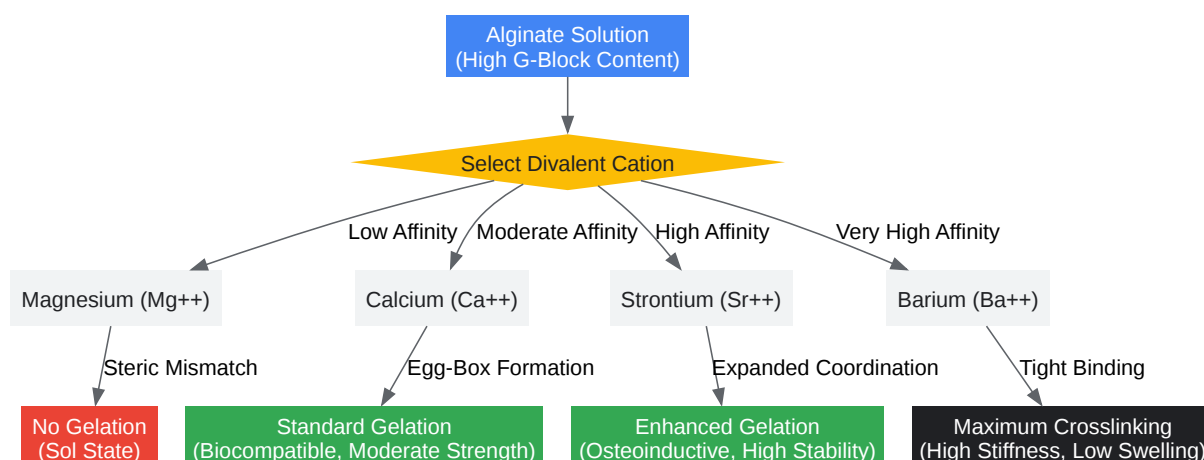 Alginate Solution
(High G-Block Content)
Select Divalent Cation
Low Affinity
Moderate Affinity
High Affinity
Very High Affinity
Magnesium (Mg++)
Calcium (Ca++)
Strontium (Sr++)
Barium (Ba++)
Steric Mismatch
Egg-Box Formation
Expanded Coordination
Tight Binding
No Gelation
(Sol State)
Standard Gelation
(Biocompatible, Moderate Strength)
Enhanced Gelation
(Osteoinductive, High Stability)
Maximum Crosslinking
(High Stiffness, Low Swelling)